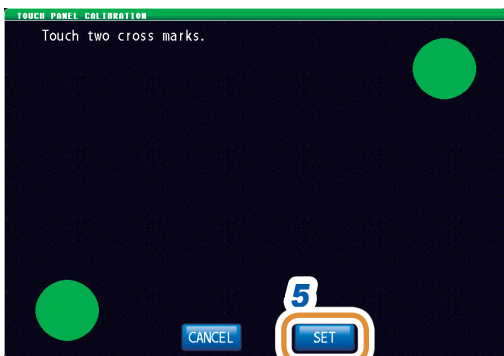 TOUCH PANEL CALIBRATION
Touch two cross marks.
5
CANCEL
SET